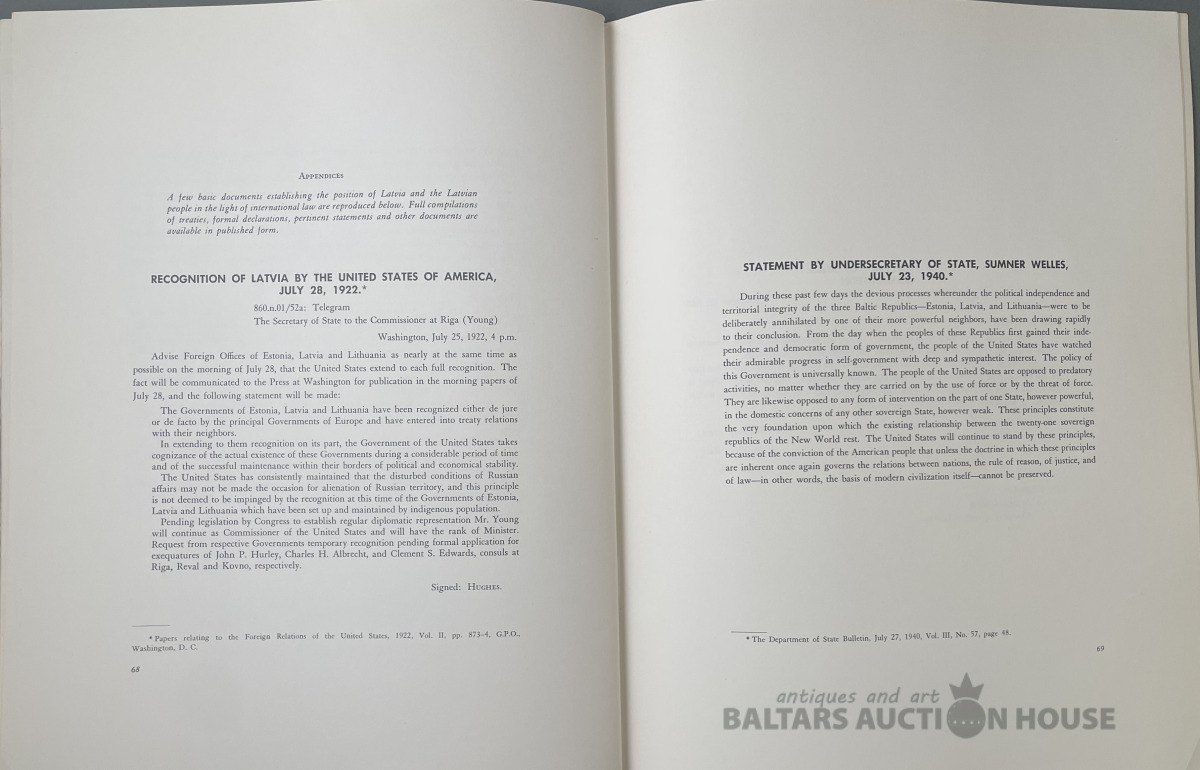 APPENDICES
A few basic documents establishing the position of Latvia and the Latvian
people in the light of international law are reproduced below. Full compilations
of treaties, formal declarations, pertinent statements and other documents are
available in published form.
RECOGNITION OF LATVIA BY THE UNITED STATES OF AMERICA,
JULY 28, 1922.*
860.n.01/52a: Telegram
The Secretary of State to the Commissioner at Riga (Young)
Washington, July 25, 1922, 4 p.m.
Advise Foreign Offices of Estonia, Latvia and Lithuania as nearly at the same time as
possible on the morning of July 28, that the United States extend to each full recognition. The
fact will be communicated to the Press at Washington for publication in the morning papers of
July 28, and the following statement will be made:
The Governments of Estonia, Latvia and Lithuania have been recognized either de jure
or de facto by the principal Governments of Europe and have entered into treaty relations
with their neighbors.
In extending to them recognition on its part, the Government of the United States takes
cognizance of the actual existence of these Governments during a considerable period of time
and of the successful maintenance within their borders of political and economical stability.
The United States has consistently maintained that the disturbed conditions of Russian
affairs may not be made the occasion for alienation of Russian territory, and this principle
is not deemed to be impinged by the recognition at this time of the Governments of Estonia,
Latvia and Lithuania which have been set up and maintained by indigenous population.
Pending legislation by Congress to establish regular diplomatic representation Mr. Young
will continue as Commissioner of the United States and will have the rank of Minister.
Request from respective Governments temporary recognition pending formal application for
exequatures of John P. Hurley, Charles H. Albrecht, and Clement S. Edwards, consuls at
Riga, Reval and Kovno, respectively.
Signed: HUGHES.
* Papers relating to the Foreign Relations of the United States, 1922, Vol. II, pp. 873–4, G.P.O.,
Washington, D. C.
68
STATEMENT BY UNDERSECRETARY OF STATE, SUMNER WELLES,
JULY 23, 1940.*
During these past few days the devious processes whereunder the political independence and
territorial integrity of the three Baltic Republics—Estonia, Latvia, and Lithuania—were to be
deliberately annihilated by one of their more powerful neighbors, have been drawing rapidly
to their conclusion. From the day when the peoples of these Republics first gained their inde-
pendence and democratic form of government, the people of the United States have watched
their admirable progress in self-government with deep and sympathetic interest. The policy of
this Government is universally known. The people of the United States are opposed to predatory
activities, no matter whether they are carried on by the use of force or by the threat of force.
They are likewise opposed to any form of intervention on the part of one State, however powerful,
in the domestic concerns of any other sovereign State, however weak. These principles constitute
the very foundation upon which the existing relationship between the twenty-one sovereign
republics of the New World rest. The United States will continue to stand by these principles,
because of the conviction of the American people that unless the doctrine in which these principles
are inherent once again governs the relations between nations, the rule of reason, of justice, and
of law—in other words, the basis of modern civilization itself—cannot be preserved.
* The Department of State Bulletin, July 27, 1940, Vol. III, No. 57, page 48.
69
antiques and art
BALTARS AUCTION HOUSE